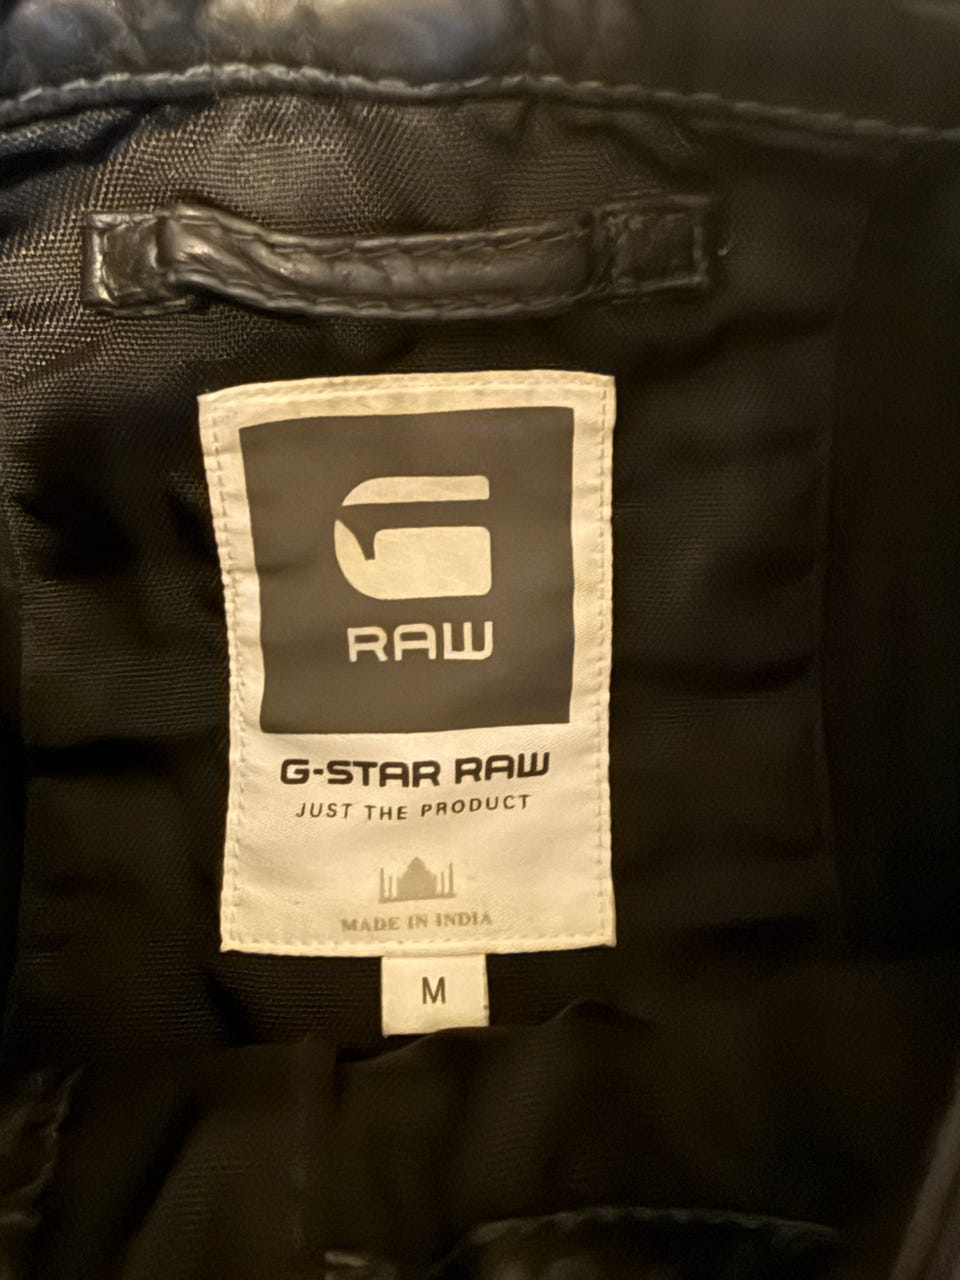 G
RAW
G-STAR RAW
JUST THE PRODUCT
MADE IN INDIA
M